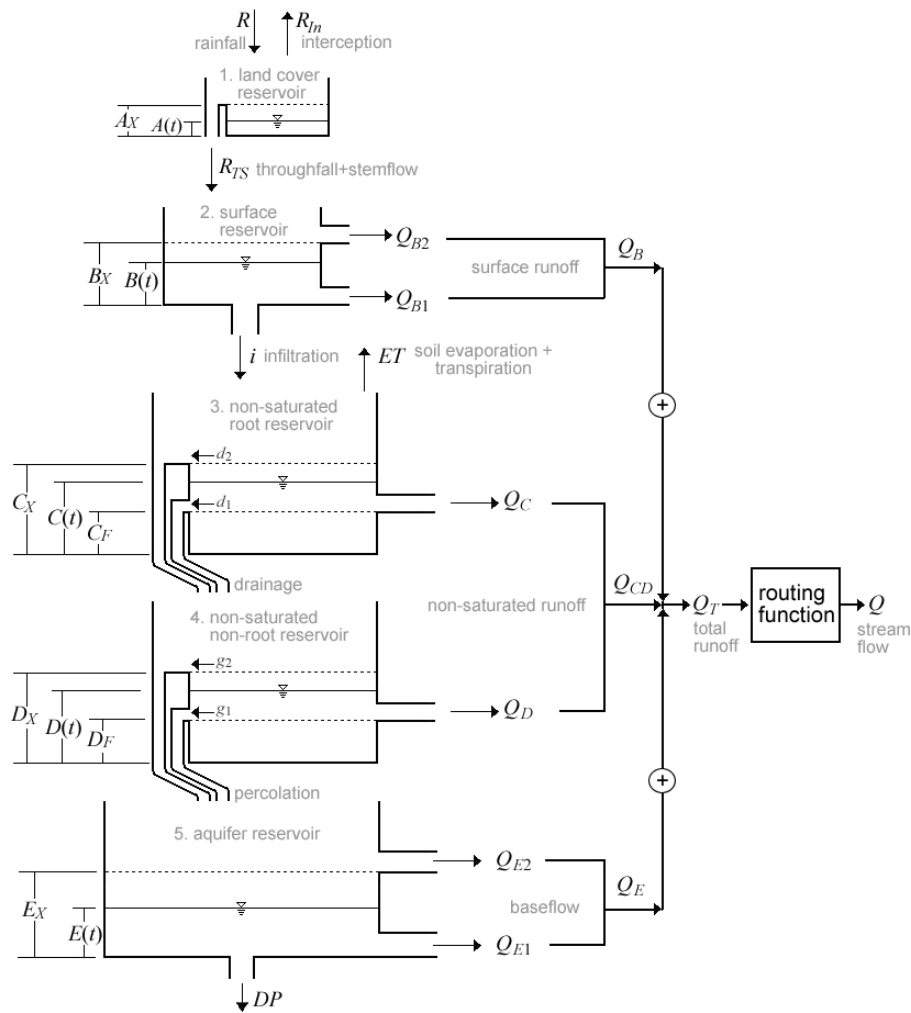 R
R_In
rainfall
interception
1. land cover
reservoir
A_X
A(t)
R_TS throughfall+stemflow
2. surface
reservoir
Q_B2
Q_B
surface runoff
B_X
B(t)
Q_B1
i infiltration
ET
soil evaporation +
transpiration
3. non-saturated
root reservoir
+
d_2
C_X
C(t)
C_F
d_1
Q_C
drainage
Q_CD
non-saturated runoff
Q_T
total
runoff
routing
function
Q
stream
flow
4. non-saturated
non-root reservoir
g_2
D_X
D(t)
D_F
g_1
Q_D
percolation
+
5. aquifer reservoir
Q_E2
Q_E
baseflow
E_X
E(t)
Q_E1
DP